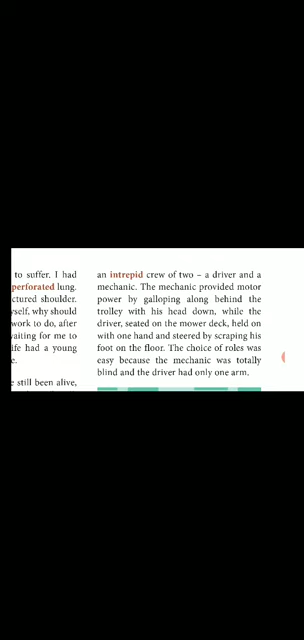 to suffer. I had
perforated lung.
ctured shoulder.
yself, why should
work to do, after
vaiting for me to
ife had a young
e.
e still been alive,
an intrepid crew of two – a driver and a
mechanic. The mechanic provided motor
power by galloping along behind the
trolley with his head down, while the
driver, seated on the mower deck, held on
with one hand and steered by scraping his
foot on the floor. The choice of roles was
easy because the mechanic was totally
blind and the driver had only one arm.